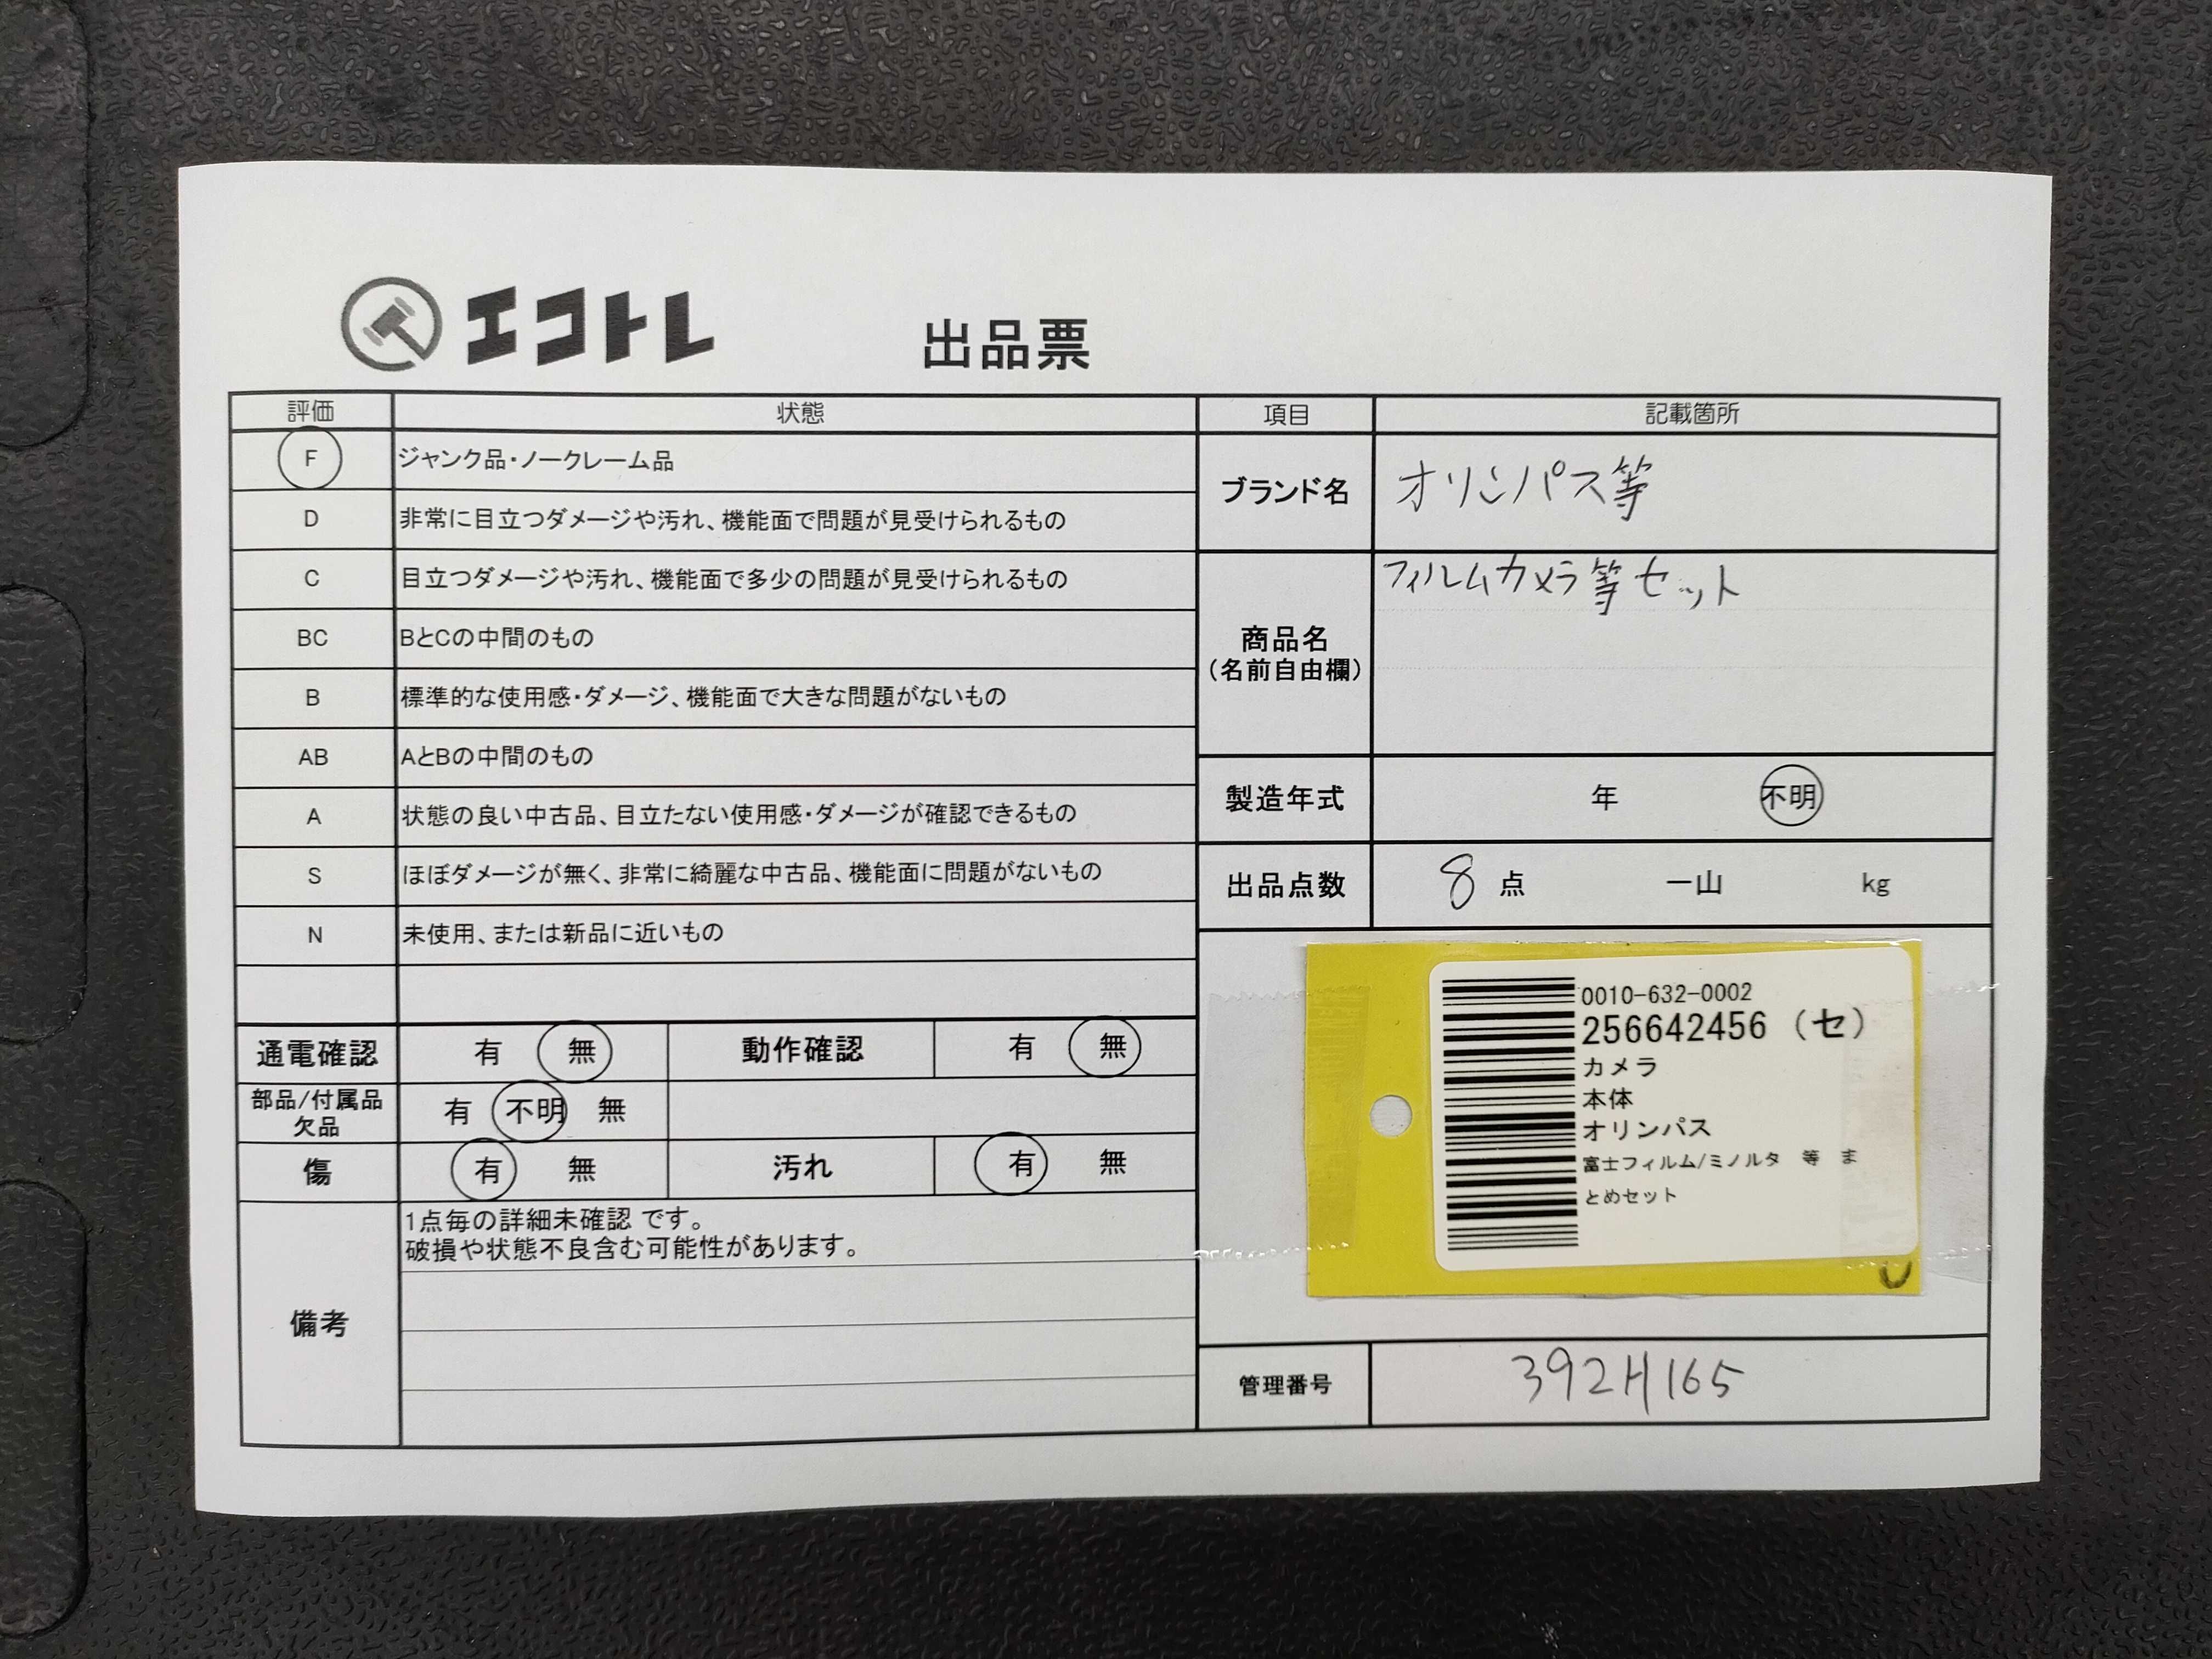 エコトレ
出品票
評価 状態
F ジャンク品・ノークレーム品
D 非常に目立つダメージや汚れ、機能面で問題が見受けられるもの
C 目立つダメージや汚れ、機能面で多少の問題が見受けられるもの
BC BとCの中間のもの
B 標準的な使用感・ダメージ、機能面で大きな問題がないもの
AB AとBの中間のもの
A 状態の良い中古品、目立たない使用感・ダメージが確認できるもの
S ほぼダメージが無く、非常に綺麗な中古品、機能面に問題がないもの
N 未使用、または新品に近いもの
通電確認 有 無 動作確認 有 無
部品/付属品
欠品
有 不明 無
傷 有 無 汚れ 有 無
備考
1点毎の詳細未確認 です。
破損や状態不良含む可能性があります。
項目 記載箇所
ブランド名 オリンパス等
商品名
(名前自由欄)
フィルムカメラ等セット
製造年式 年 不明
出品点数 8 点 一山 kg
0010-632-0002
256642456 (セ)
カメラ
本体
オリンパス
富士フィルム/ミノルタ 等 ま
とめセット
管理番号 392H165